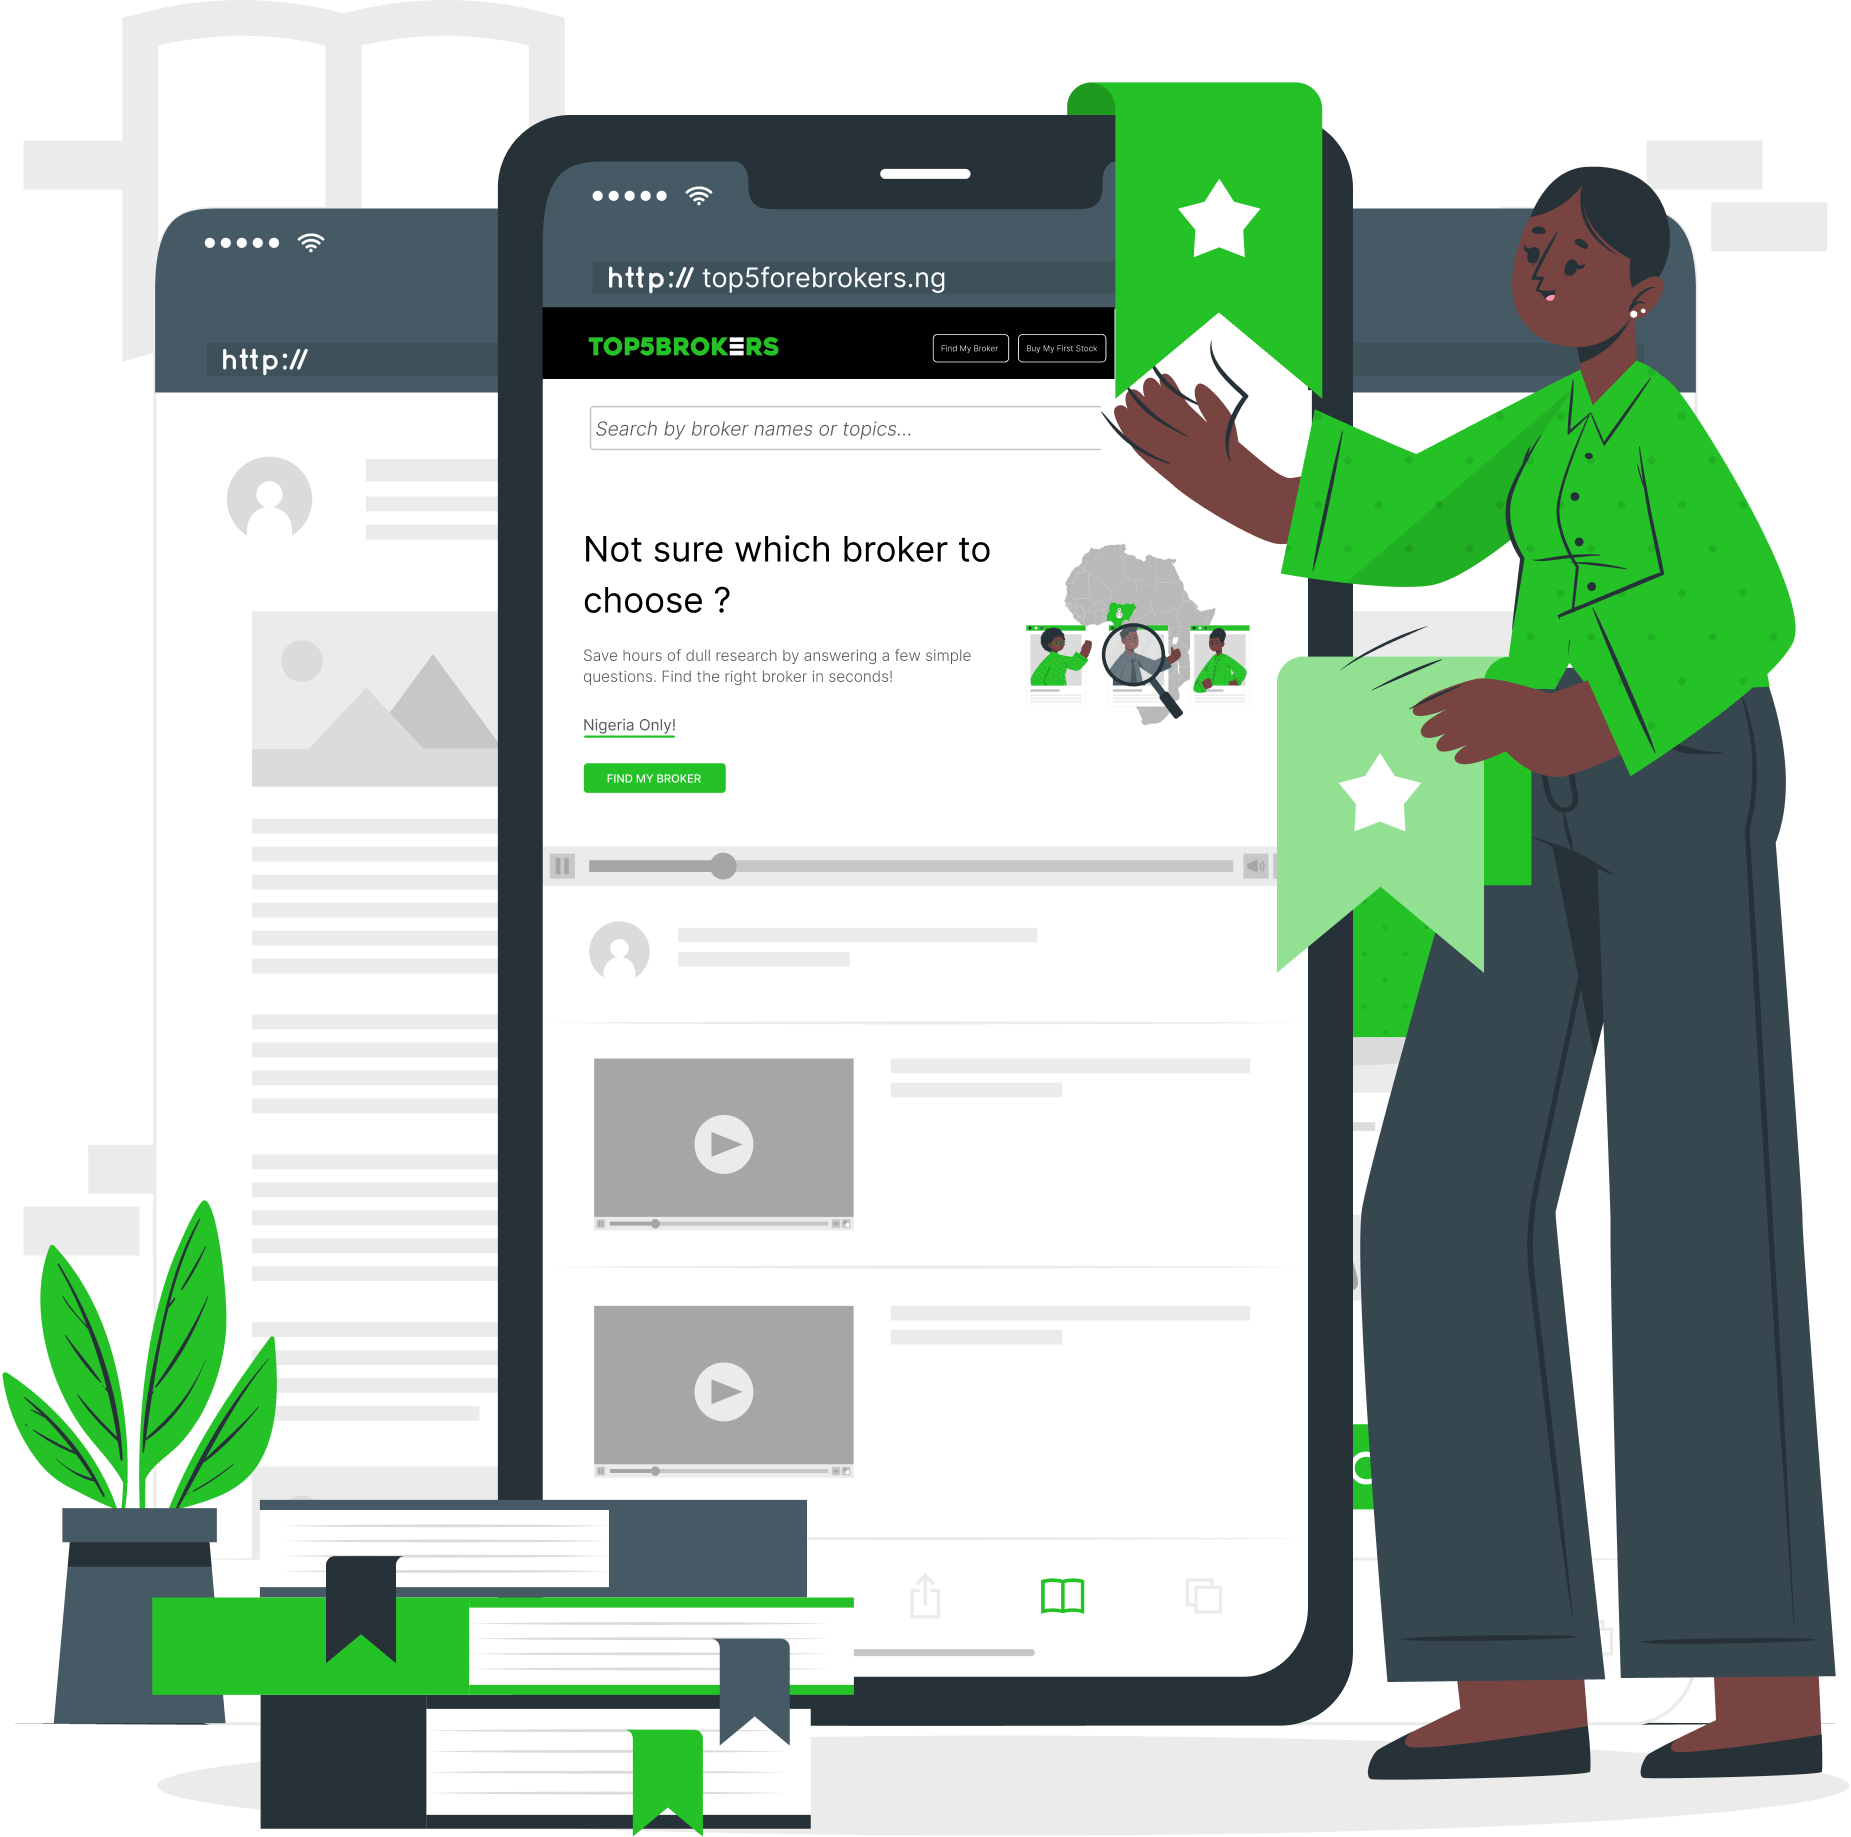 http:// top5forebrokers.ng
http://
TOP5BROKERS
Find My Broker
Buy My First Stock
Search by broker names or topics...
Not sure which broker to
choose ?
Save hours of dull research by answering a few simple
questions. Find the right broker in seconds!
Nigeria Only!
FIND MY BROKER